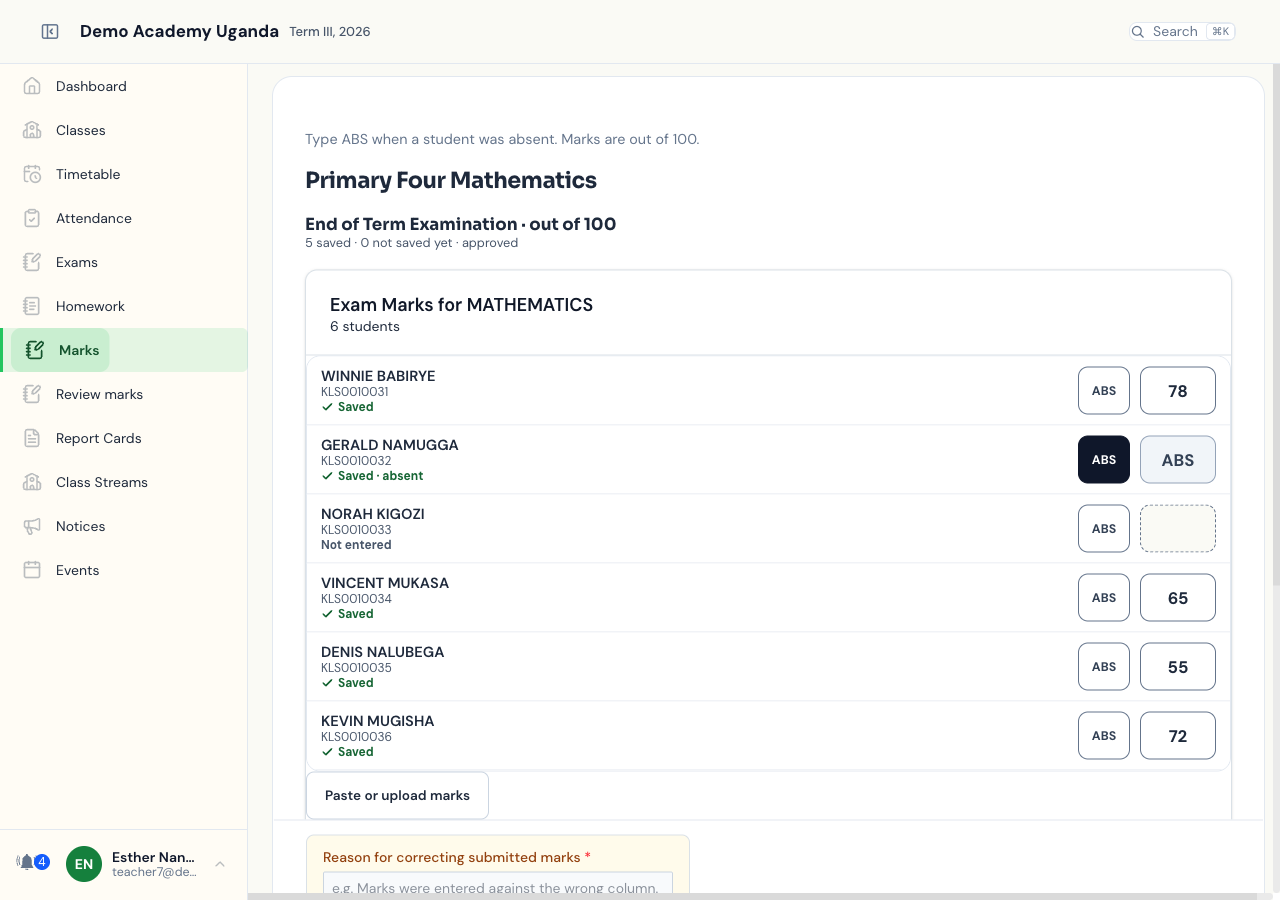 Demo Academy Uganda Term III, 2026
Search ⌘K
Dashboard
Classes
Timetable
Attendance
Exams
Homework
Marks
Review marks
Report Cards
Class Streams
Notices
Events
4
EN
Esther Nan...
teacher7@de...
Type ABS when a student was absent. Marks are out of 100.
Primary Four Mathematics
End of Term Examination · out of 100
5 saved · 0 not saved yet · approved
Exam Marks for MATHEMATICS
6 students
WINNIE BABIRYE
KLS0010031
Saved
ABS 78
GERALD NAMUGGA
KLS0010032
Saved · absent
ABS ABS
NORAH KIGOZI
KLS0010033
Not entered
ABS
VINCENT MUKASA
KLS0010034
Saved
ABS 65
DENIS NALUBEGA
KLS0010035
Saved
ABS 55
KEVIN MUGISHA
KLS0010036
Saved
ABS 72
Paste or upload marks
Reason for correcting submitted marks *
e.g. Marks were entered against the wrong column.